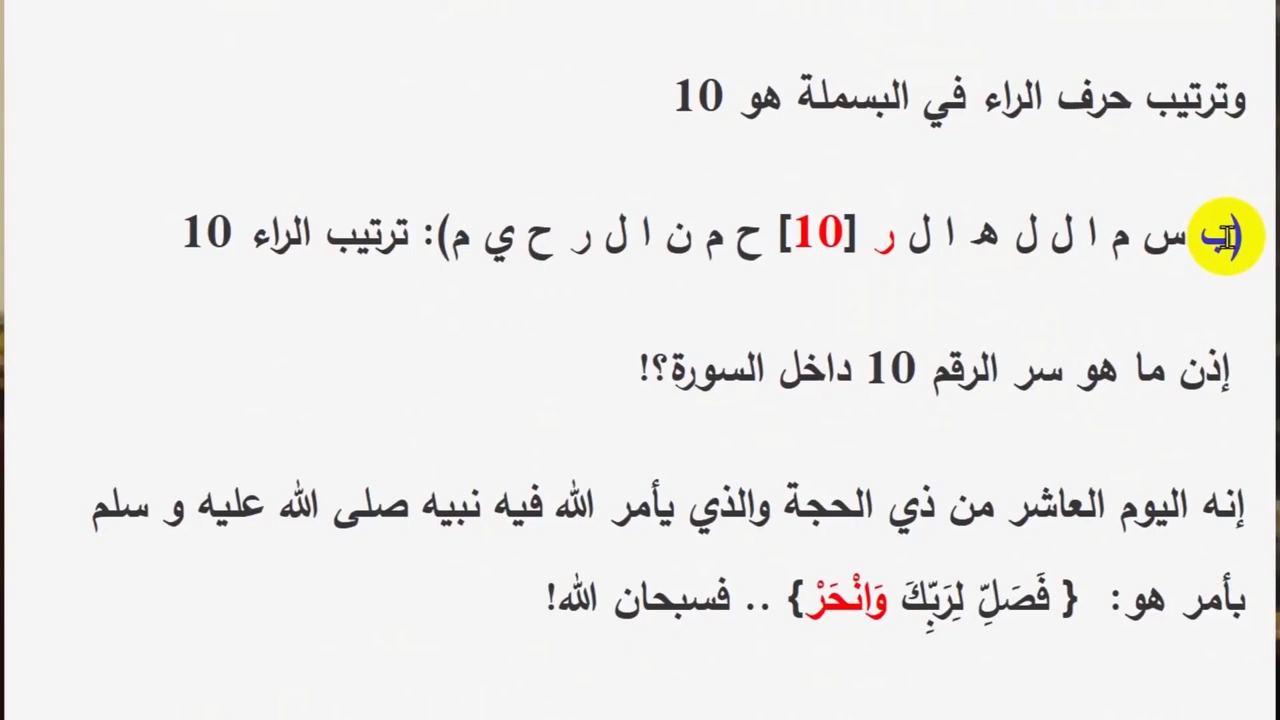 وترتيب حرف الراء في البسملة هو 10
(ب س م ا ل ل ه ا ل ر [10] ح م ن ا ل ر ح ي م): ترتيب الراء 10
إذن ما هو سر الرقم 10 داخل السورة؟!
إنه اليوم العاشر من ذي الحجة والذي يأمر الله فيه نبيه صلى الله عليه و سلم
بأمر هو: { فَصَلِّ لِرَبِّكَ وَانْحَرْ} .. فسبحان الله!